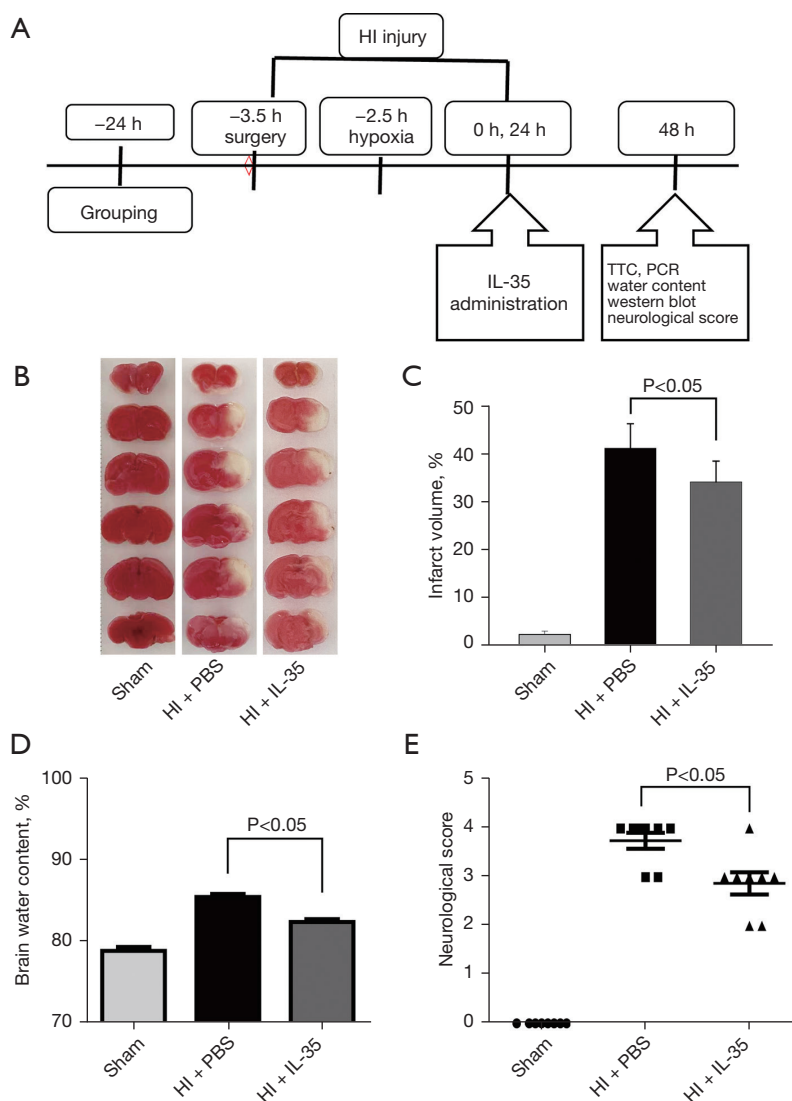 A
HI injury
−24 h
−3.5 h
surgery
−2.5 h
hypoxia
0 h, 24 h
48 h
Grouping
IL-35
administration
TTC, PCR
water content
western blot
neurological score
B
Sham
HI + PBS
HI + IL-35
C
P<0.05
Infarct volume, %
50
40
30
20
10
0
Sham
HI + PBS
HI + IL-35
D
P<0.05
Brain water content, %
100
90
80
70
Sham
HI + PBS
HI + IL-35
E
P<0.05
Neurological score
5
4
3
2
1
0
Sham
HI + PBS
HI + IL-35